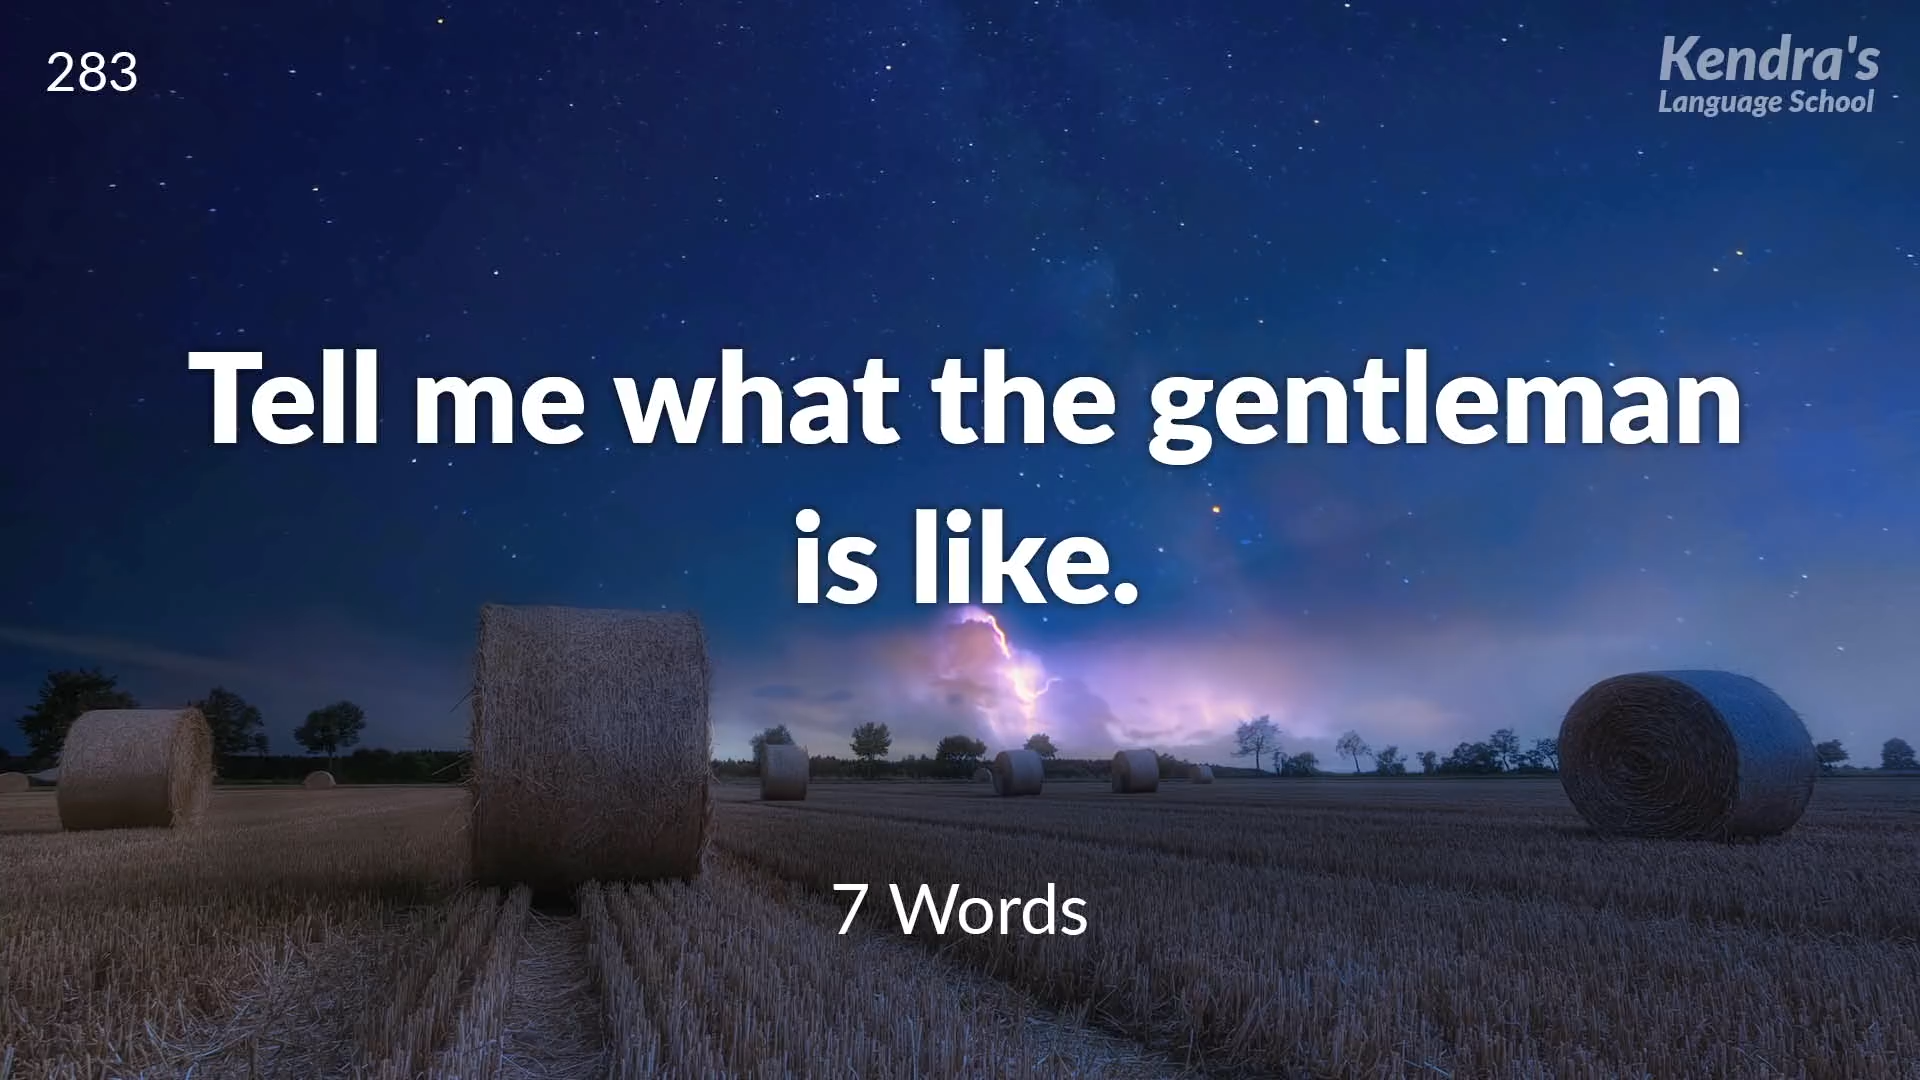 283
Kendra's
Language School
Tell me what the gentleman
is like.
7 Words